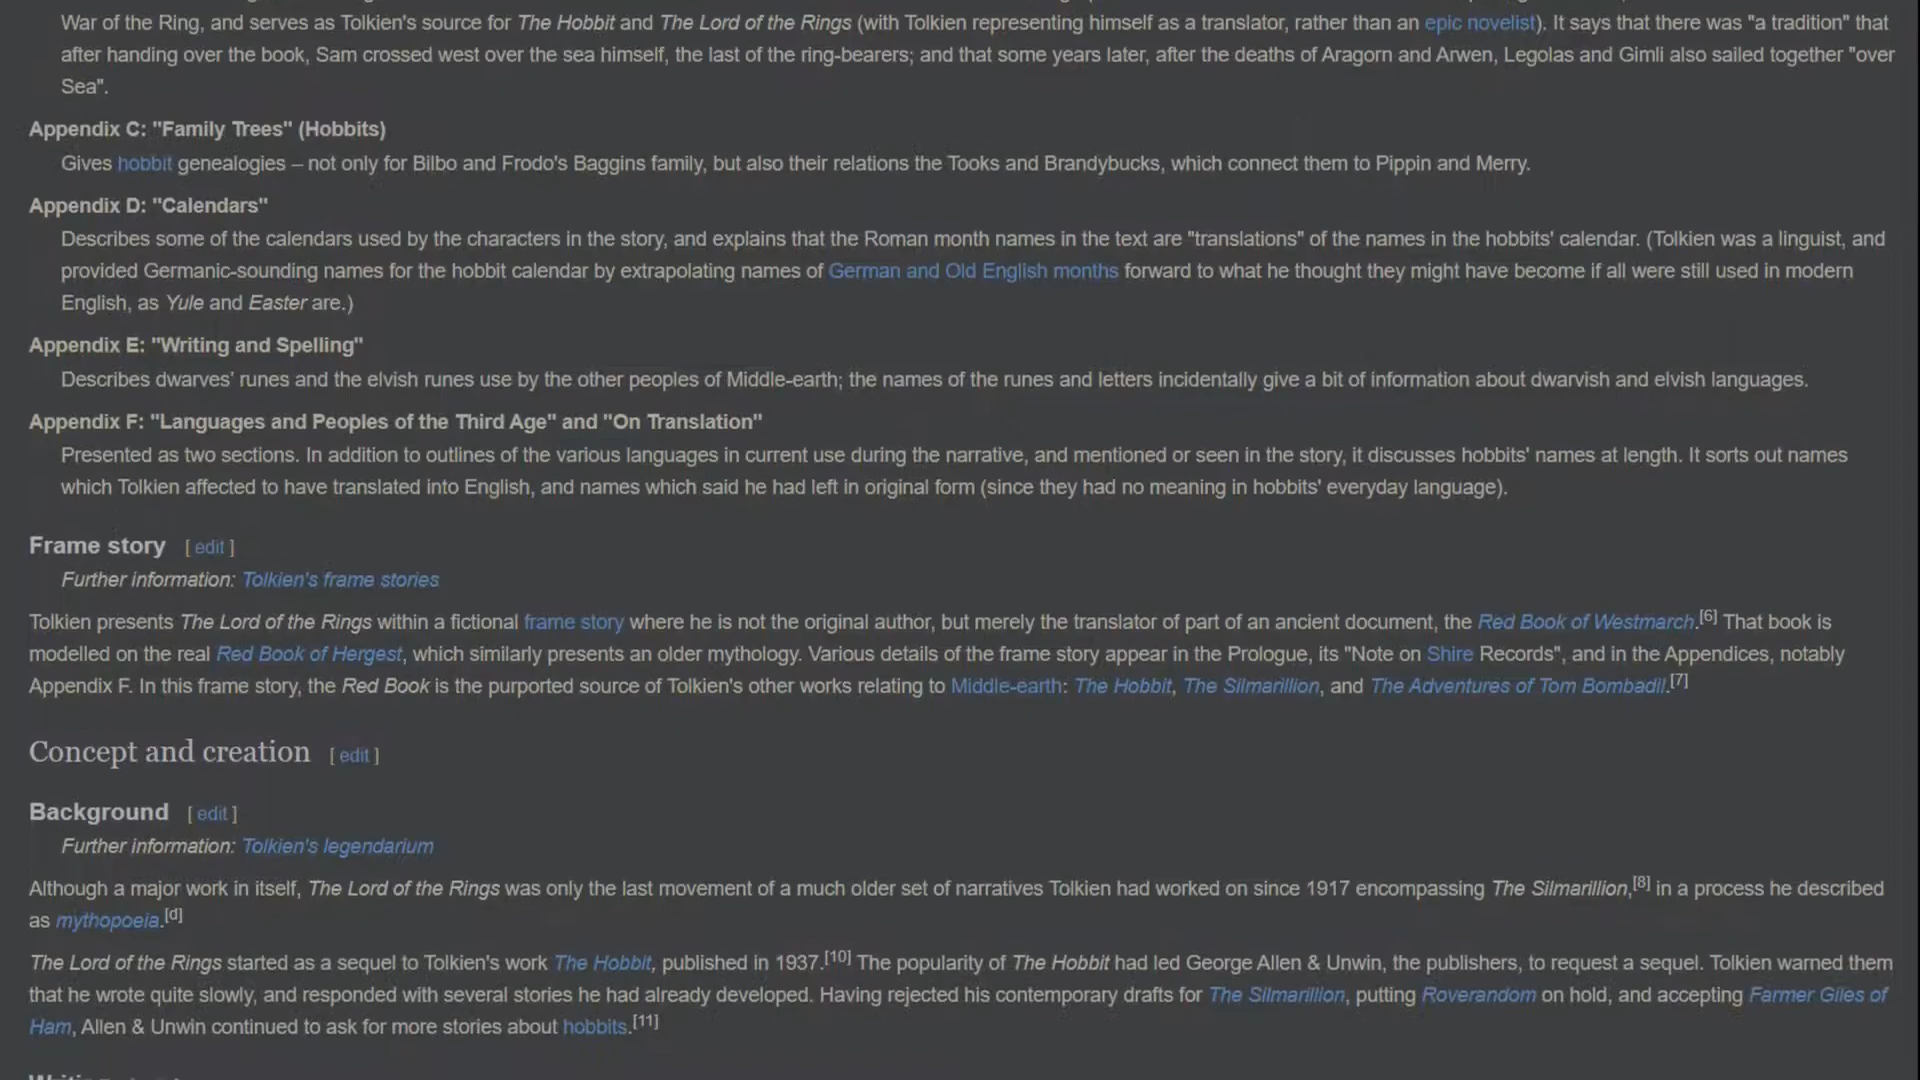 War of the Ring, and serves as Tolkien's source for The Hobbit and The Lord of the Rings (with Tolkien representing himself as a translator, rather than an epic novelist). It says that there was "a tradition" that
after handing over the book, Sam crossed west over the sea himself, the last of the ring-bearers; and that some years later, after the deaths of Aragorn and Arwen, Legolas and Gimli also sailed together "over
Sea".
Appendix C: "Family Trees" (Hobbits)
Gives hobbit genealogies – not only for Bilbo and Frodo's Baggins family, but also their relations the Tooks and Brandybucks, which connect them to Pippin and Merry.
Appendix D: "Calendars"
Describes some of the calendars used by the characters in the story, and explains that the Roman month names in the text are "translations" of the names in the hobbits' calendar. (Tolkien was a linguist, and
provided Germanic-sounding names for the hobbit calendar by extrapolating names of German and Old English months forward to what he thought they might have become if all were still used in modern
English, as Yule and Easter are.)
Appendix E: "Writing and Spelling"
Describes dwarves’ runes and the elvish runes use by the other peoples of Middle-earth; the names of the runes and letters incidentally give a bit of information about dwarvish and elvish languages.
Appendix F: "Languages and Peoples of the Third Age" and "On Translation"
Presented as two sections. In addition to outlines of the various languages in current use during the narrative, and mentioned or seen in the story, it discusses hobbits' names at length. It sorts out names
which Tolkien affected to have translated into English, and names which said he had left in original form (since they had no meaning in hobbits' everyday language).
Frame story [ edit ]
Further information: Tolkien's frame stories
Tolkien presents The Lord of the Rings within a fictional frame story where he is not the original author, but merely the translator of part of an ancient document, the Red Book of Westmarch.[6] That book is
modelled on the real Red Book of Hergest, which similarly presents an older mythology. Various details of the frame story appear in the Prologue, its "Note on Shire Records", and in the Appendices, notably
Appendix F. In this frame story, the Red Book is the purported source of Tolkien's other works relating to Middle-earth: The Hobbit, The Silmarillion, and The Adventures of Tom Bombadil.[7]
Concept and creation [ edit ]
Background [ edit ]
Further information: Tolkien's legendarium
Although a major work in itself, The Lord of the Rings was only the last movement of a much older set of narratives Tolkien had worked on since 1917 encompassing The Silmarillion,[8] in a process he described
as mythopoeia.[d]
The Lord of the Rings started as a sequel to Tolkien's work The Hobbit, published in 1937.[10] The popularity of The Hobbit had led George Allen & Unwin, the publishers, to request a sequel. Tolkien warned them
that he wrote quite slowly, and responded with several stories he had already developed. Having rejected his contemporary drafts for The Silmarillion, putting Roverandom on hold, and accepting Farmer Giles of
Ham, Allen & Unwin continued to ask for more stories about hobbits.[11]